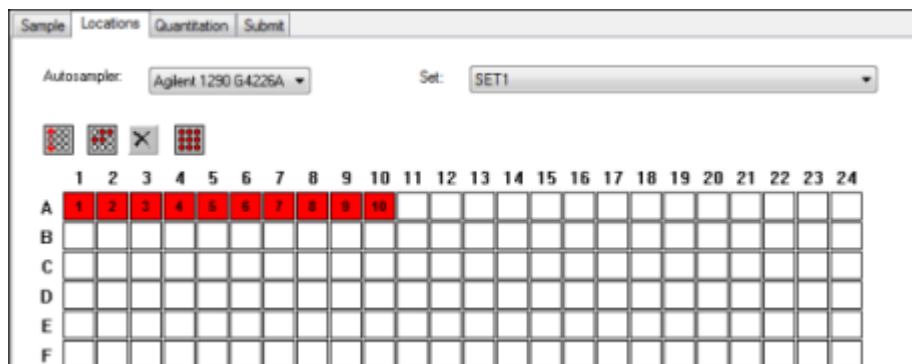 Sample Locations Quantitation Submit
Autosampler: Agilent 1290 G4226A Set: SET1
1 2 3 4 5 6 7 8 9 10 11 12 13 14 15 16 17 18 19 20 21 22 23 24
A 1 2 3 4 5 6 7 8 9 10
B
C
D
E
F